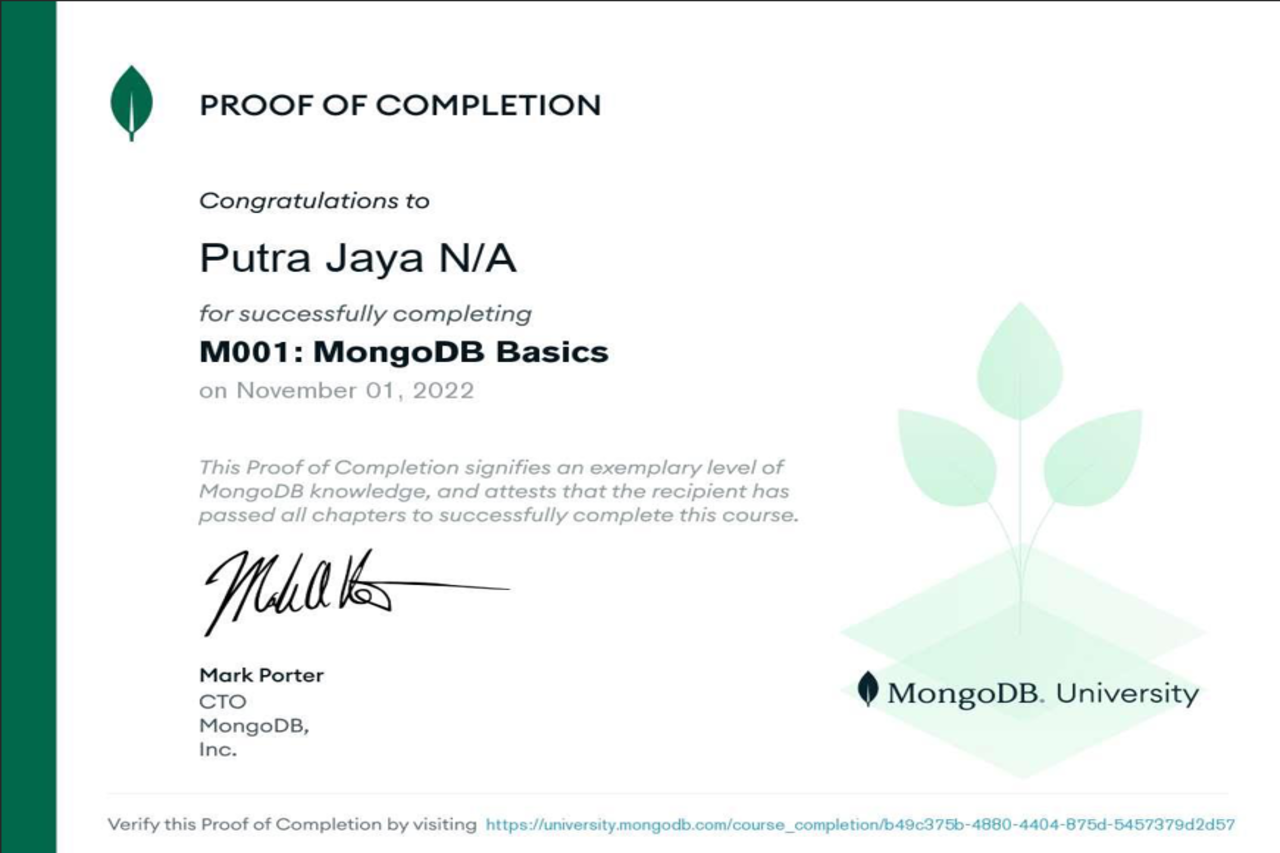 PROOF OF COMPLETION
Congratulations to
Putra Jaya N/A
for successfully completing
M001: MongoDB Basics
on November 01, 2022
This Proof of Completion signifies an exemplary level of
MongoDB knowledge, and attests that the recipient has
passed all chapters to successfully complete this course.
Mark Porter
CTO
MongoDB,
Inc.
MongoDB. University
Verify this Proof of Completion by visiting https://university.mongodb.com/course_completion/b49c375b-4880-4404-875d-5457379d2d57